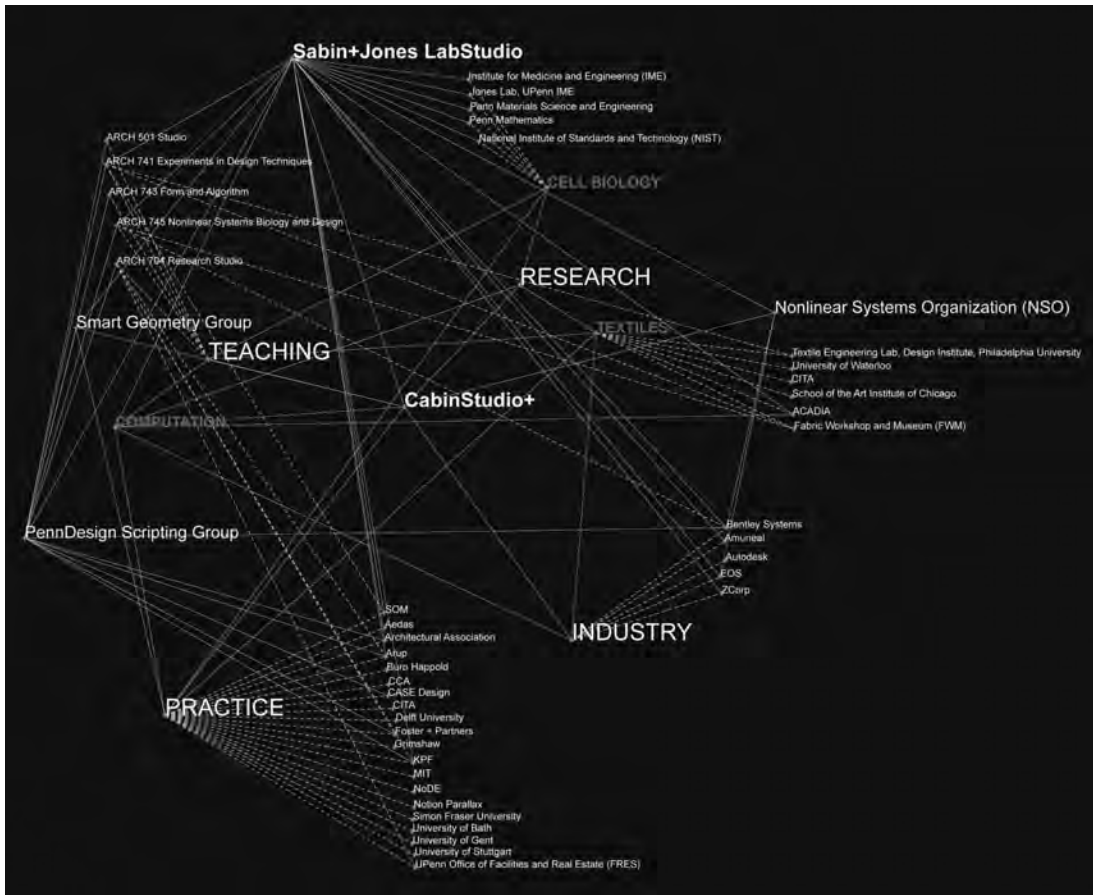 Sabin+Jones LabStudio
Institute for Medicine and Engineering (IME)
Jones Lab, UPenn IME
Penn Materials Science and Engineering
Penn Mathematics
National Institute of Standards and Technology (NIST)
ARCH 501 Studio
ARCH 741 Experiments in Design Techniques
CELL BIOLOGY
ARCH 743 Form and Algorithm
ARCH 745 Nonlinear Systems Biology and Design
ARCH 704 Research Studio
RESEARCH
Nonlinear Systems Organization (NSO)
Smart Geometry Group
TEXTILES
TEACHING
Textile Engineering Lab, Design Institute, Philadelphia University
University of Waterloo
CITA
School of the Art Institute of Chicago
CabinStudio+
ACADIA
COMPUTATION
Fabric Workshop and Museum (FWM)
PennDesign Scripting Group
Bentley Systems
Amuneal
Autodesk
EOS
ZCorp
SOM
Aedas
INDUSTRY
Architectural Association
Arup
Buro Happold
CCA
CASE Design
PRACTICE
CITA
Delft University
Foster + Partners
Grimshaw
KPF
MIT
NoDE
Notion Parallax
Simon Fraser University
University of Bath
University of Gent
University of Stuttgart
UPenn Office of Facilities and Real Estate (FRES)